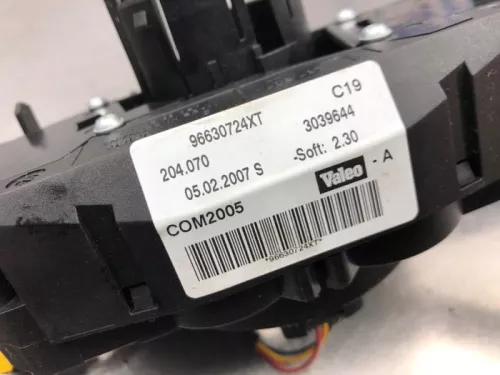 96630724XT C19
204.070 3039644
05.02.2007 S -Soft: 2.30
COM2005 Valeo - A
*96630724XT*